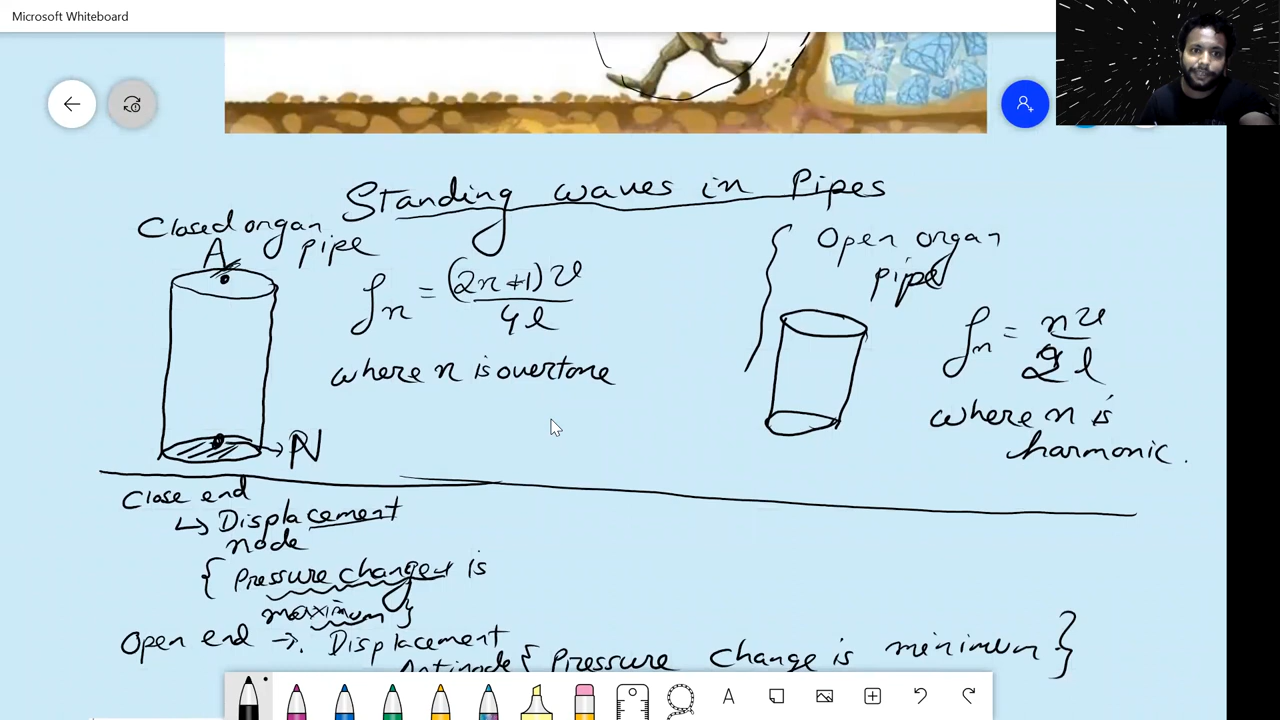 Microsoft Whiteboard
Standing waves in Pipes
Closed organ
pipe
A
fn = (2n+1)v
4l
where n is overtone
N
Open organ
pipe
fn = nv
2l
where n is
harmonic.
Close end
↳ Displacement
node
{ Pressure change is
maximum }
Open end → Displacement
Antinode { Pressure change is minimum }
A